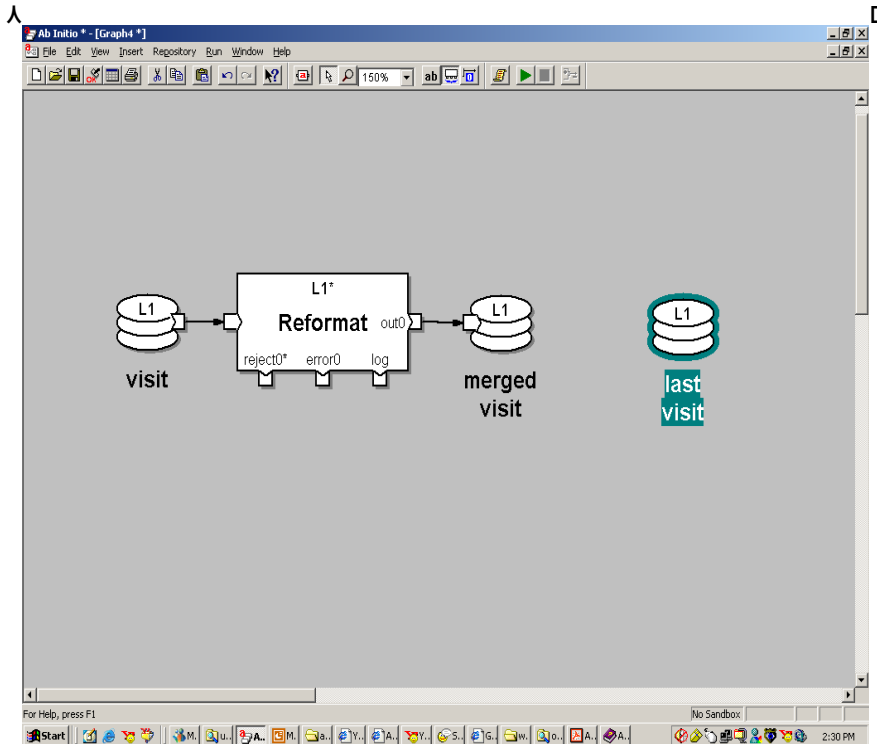 Ab Initio * - [Graph4 *]
File Edit View Insert Repository Run Window Help
150% ab
L1
visit
L1*
Reformat out0
reject0* error0 log
L1
merged
visit
L1
last
visit
For Help, press F1
No Sandbox
Start M.. u.. A.. M.. a.. Y.. A.. Y.. S.. G.. w.. o.. A.. A.. 2:30 PM